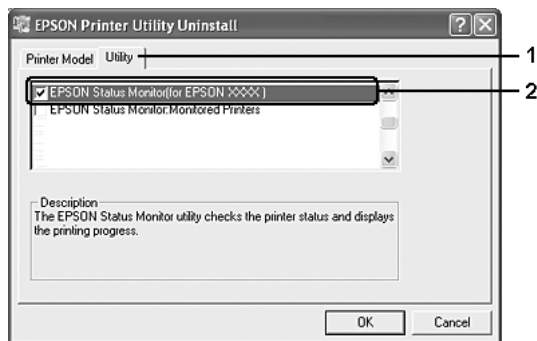 EPSON Printer Utility Uninstall
Printer Model Utility
1
EPSON Status Monitor(for EPSON XXXX )
2
EPSON Status Monitor:Monitored Printers
Description
The EPSON Status Monitor utility checks the printer status and displays
the printing progress.
OK Cancel